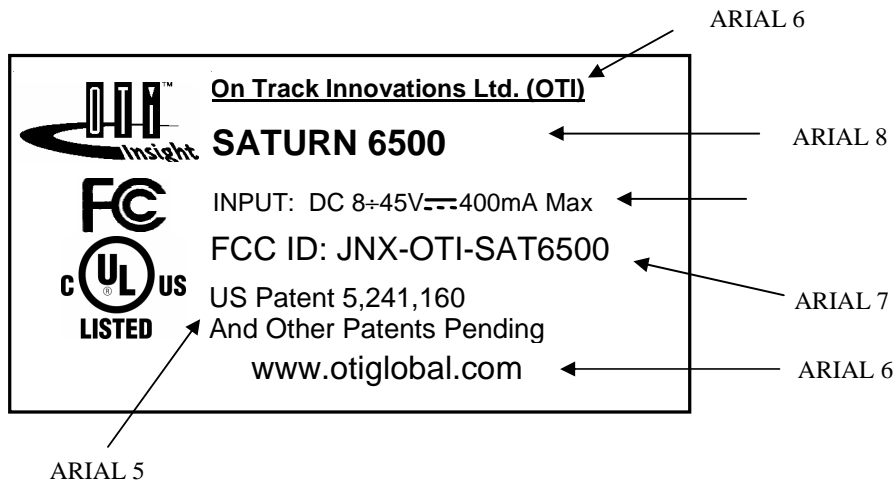 ARIAL 6
OTI™
Insight
On Track Innovations Ltd. (OTI)
SATURN 6500
ARIAL 8
FC
INPUT: DC 8÷45V⎓400mA Max
FCC ID: JNX-OTI-SAT6500
C UL® US
LISTED
US Patent 5,241,160
And Other Patents Pending
ARIAL 7
www.otiglobal.com
ARIAL 6
ARIAL 5